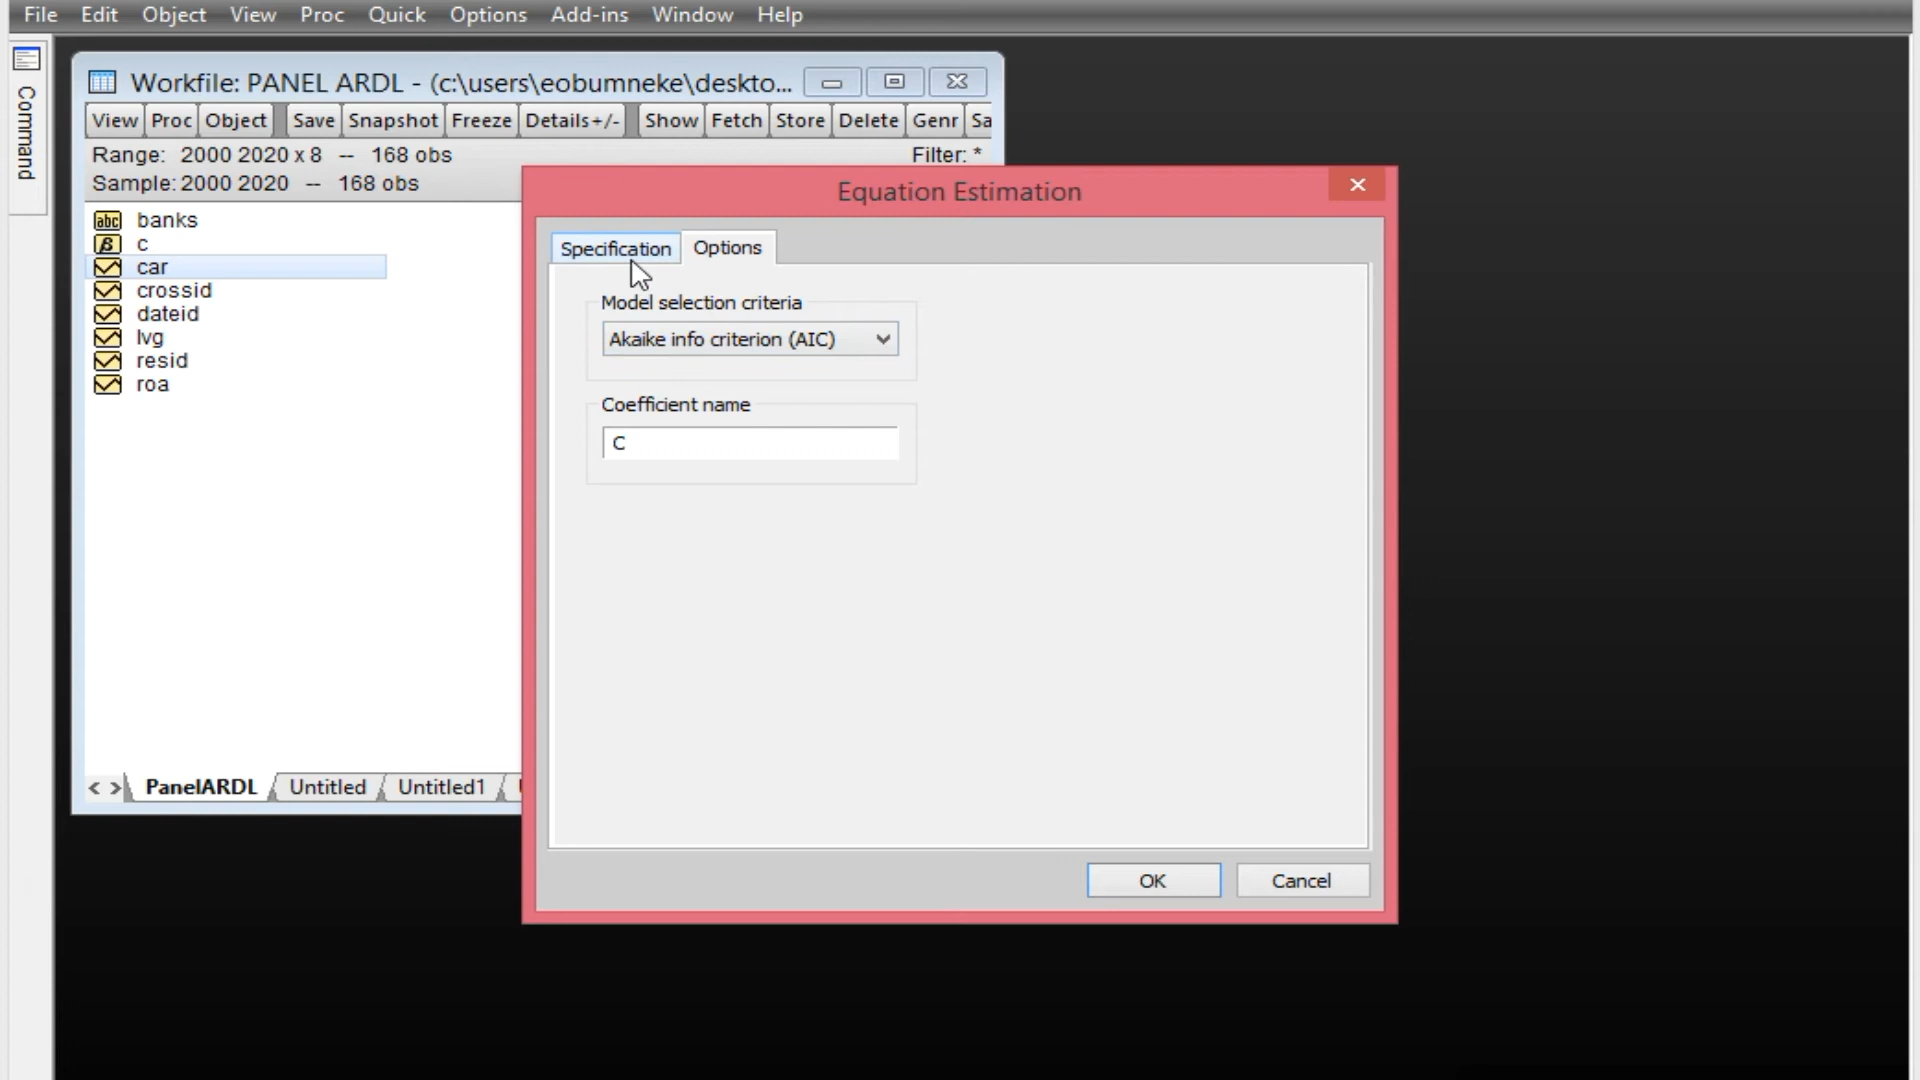 File Edit Object View Proc Quick Options Add-ins Window Help
Command
Workfile: PANEL ARDL - (c:\users\eobumneke\deskto...
View Proc Object Save Snapshot Freeze Details+/- Show Fetch Store Delete Genr Sa
Range: 2000 2020 x 8 -- 168 obs Filter: *
Sample: 2000 2020 -- 168 obs
abc banks
β c
car
crossid
dateid
lvg
resid
roa
< > PanelARDL Untitled Untitled1
Equation Estimation
Specification Options
Model selection criteria
Akaike info criterion (AIC)
Coefficient name
C
OK Cancel